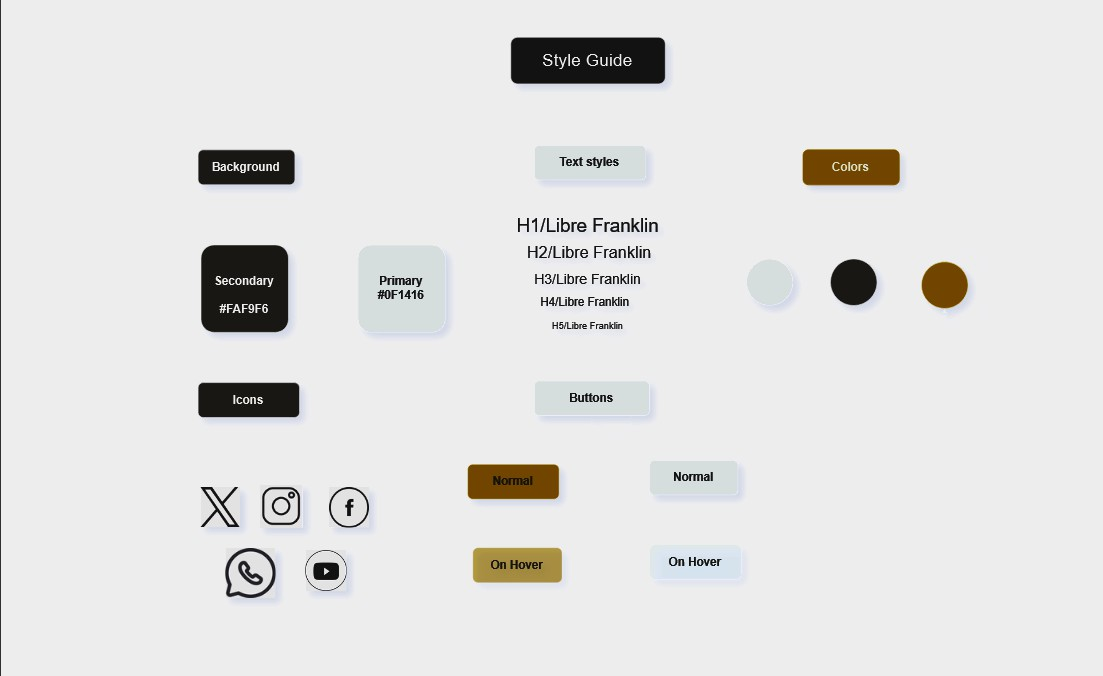 Style Guide
Background
Text styles
Colors
H1/Libre Franklin
H2/Libre Franklin
H3/Libre Franklin
H4/Libre Franklin
H5/Libre Franklin
Secondary
#FAF9F6
Primary
#0F1416
Icons
Buttons
Normal
Normal
On Hover
On Hover